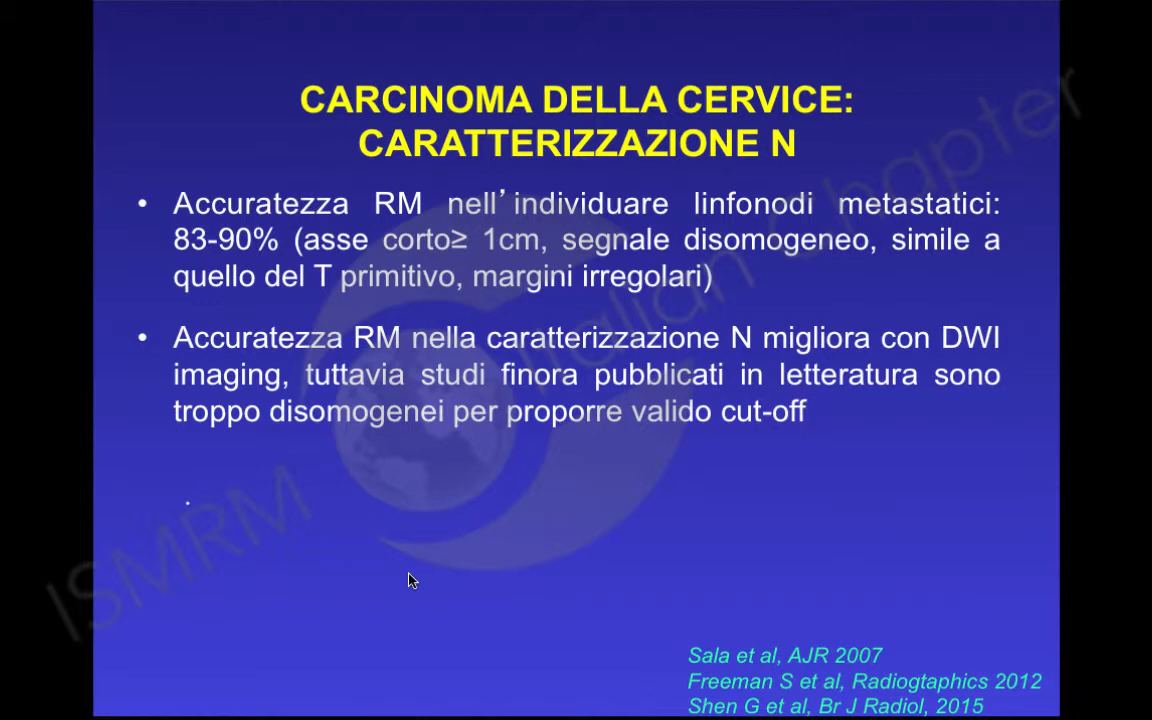 CARCINOMA DELLA CERVICE:
CARATTERIZZAZIONE N
• Accuratezza RM nell’individuare linfonodi metastatici:
83-90% (asse corto≥ 1cm, segnale disomogeneo, simile a
quello del T primitivo, margini irregolari)
• Accuratezza RM nella caratterizzazione N migliora con DWI
imaging, tuttavia studi finora pubblicati in letteratura sono
troppo disomogenei per proporre valido cut-off
.
ISMRM Italian Chapter
Sala et al, AJR 2007
Freeman S et al, Radiogtaphics 2012
Shen G et al, Br J Radiol, 2015